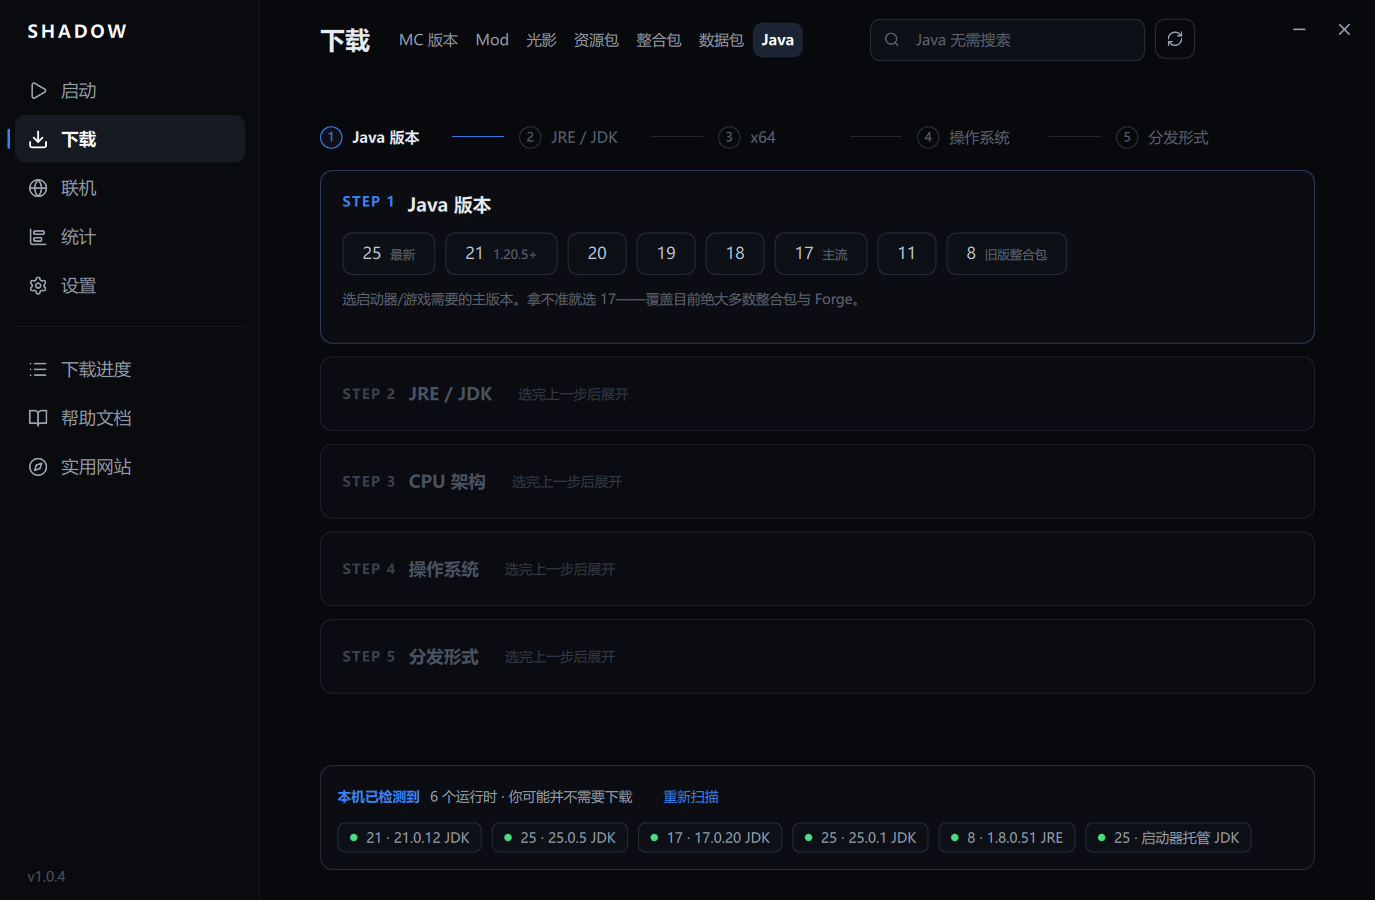 SHADOW
启动
下载
联机
统计
设置
下载进度
帮助文档
实用网站
v1.0.4
下载 MC 版本 Mod 光影 资源包 整合包 数据包 Java
Java 无需搜索
1 Java 版本 2 JRE / JDK 3 x64 4 操作系统 5 分发形式
STEP 1 Java 版本
25 最新 21 1.20.5+ 20 19 18 17 主流 11 8 旧版整合包
选启动器/游戏需要的主版本。拿不准就选 17——覆盖目前绝大多数整合包与 Forge。
STEP 2 JRE / JDK 选完上一步后展开
STEP 3 CPU 架构 选完上一步后展开
STEP 4 操作系统 选完上一步后展开
STEP 5 分发形式 选完上一步后展开
本机已检测到 6 个运行时 · 你可能并不需要下载 重新扫描
21 · 21.0.12 JDK 25 · 25.0.5 JDK 17 · 17.0.20 JDK 25 · 25.0.1 JDK 8 · 1.8.0.51 JRE 25 · 启动器托管 JDK